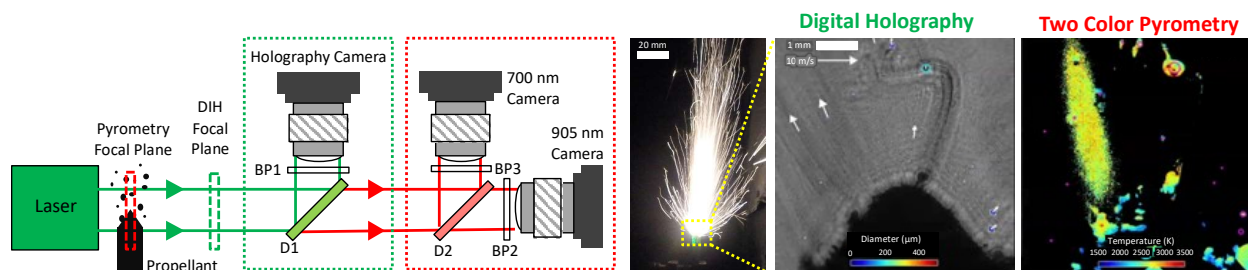 Laser
Pyrometry
Focal Plane
Propellant
DIH
Focal
Plane
Holography Camera
BP1
D1
700 nm
Camera
905 nm
Camera
BP3
D2
BP2
20 mm
Digital Holography
1 mm
10 m/s
Diameter (µm)
0 200 400
Two Color Pyrometry
Temperature (K)
1500 2000 2500 3000 3500